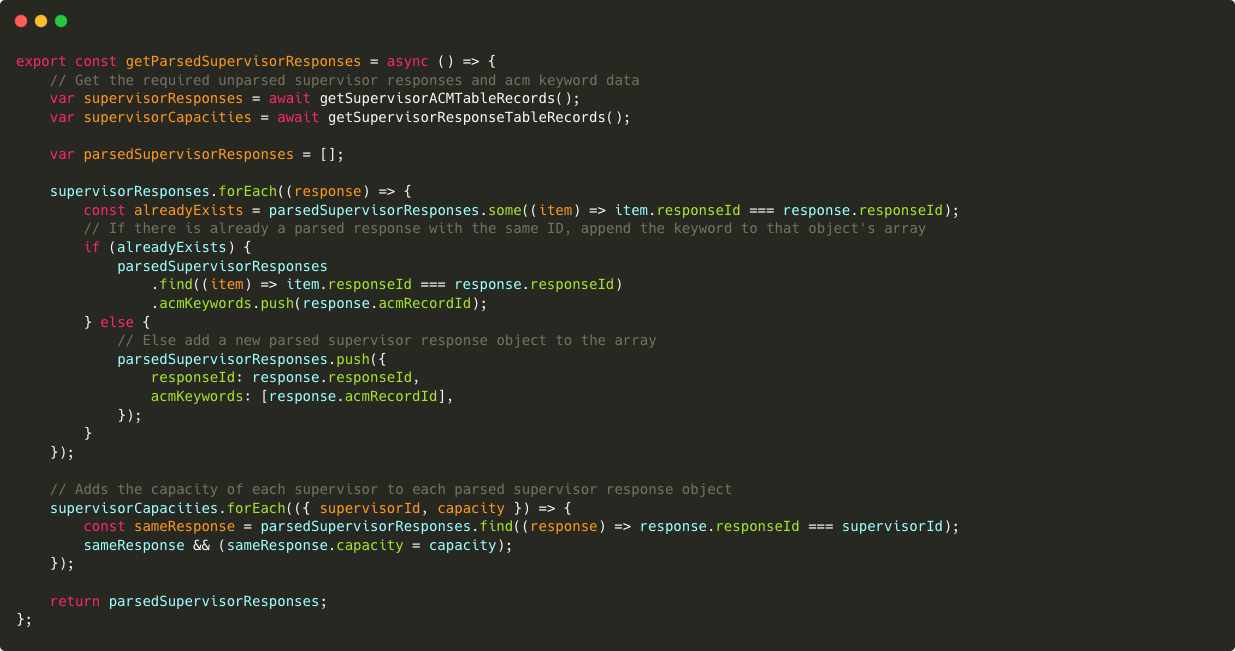 export const getParsedSupervisorResponses = async () => {
    // Get the required unparsed supervisor responses and acm keyword data
    var supervisorResponses = await getSupervisorACMTableRecords();
    var supervisorCapacities = await getSupervisorResponseTableRecords();

    var parsedSupervisorResponses = [];

    supervisorResponses.forEach((response) => {
        const alreadyExists = parsedSupervisorResponses.some((item) => item.responseId === response.responseId);
        // If there is already a parsed response with the same ID, append the keyword to that object's array
        if (alreadyExists) {
            parsedSupervisorResponses
                .find((item) => item.responseId === response.responseId)
                .acmKeywords.push(response.acmRecordId);
        } else {
            // Else add a new parsed supervisor response object to the array
            parsedSupervisorResponses.push({
                responseId: response.responseId,
                acmKeywords: [response.acmRecordId],
            });
        }
    });

    // Adds the capacity of each supervisor to each parsed supervisor response object
    supervisorCapacities.forEach(({ supervisorId, capacity }) => {
        const sameResponse = parsedSupervisorResponses.find((response) => response.responseId === supervisorId);
        sameResponse && (sameResponse.capacity = capacity);
    });

    return parsedSupervisorResponses;
};